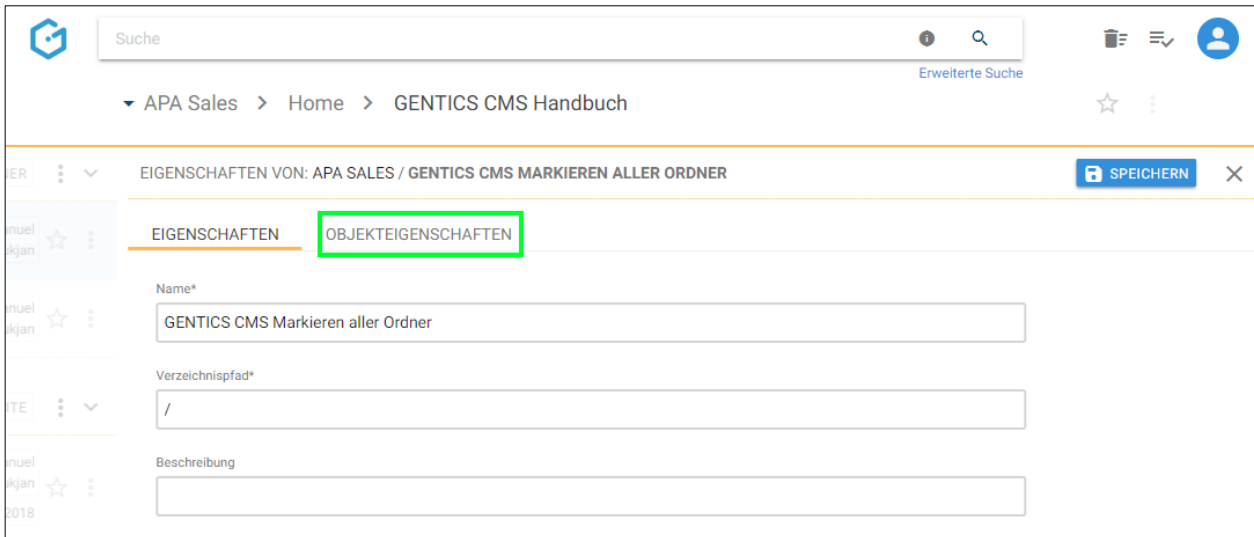 Suche
Erweiterte Suche
APA Sales > Home > GENTICS CMS Handbuch
EIGENSCHAFTEN VON: APA SALES / GENTICS CMS MARKIEREN ALLER ORDNER
SPEICHERN
EIGENSCHAFTEN
OBJEKTEIGENSCHAFTEN
Name*
GENTICS CMS Markieren aller Ordner
Verzeichnispfad*
/
Beschreibung
2018